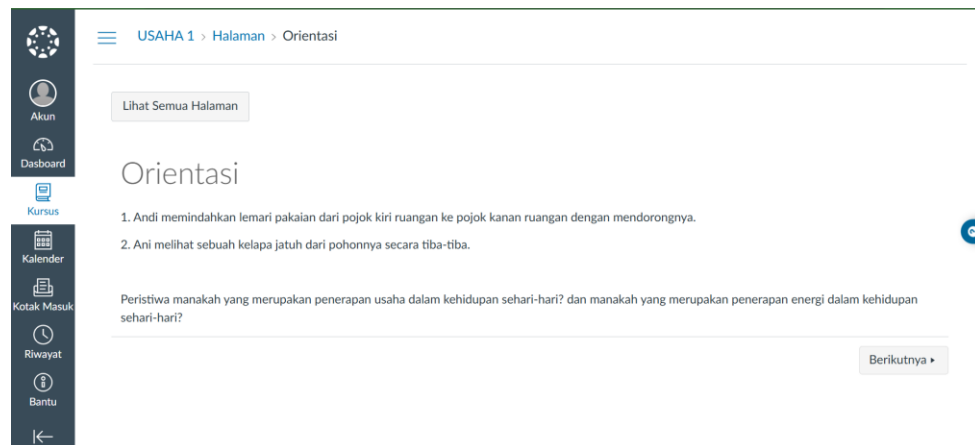 USAHA 1 > Halaman > Orientasi
Akun
Dasboard
Kursus
Kalender
Kotak Masuk
Riwayat
Bantu
Lihat Semua Halaman
Orientasi
1. Andi memindahkan lemari pakaian dari pojok kiri ruangan ke pojok kanan ruangan dengan mendorongnya.
2. Ani melihat sebuah kelapa jatuh dari pohonnya secara tiba-tiba.
Peristiwa manakah yang merupakan penerapan usaha dalam kehidupan sehari-hari? dan manakah yang merupakan penerapan energi dalam kehidupan
sehari-hari?
Berikutnya ▸